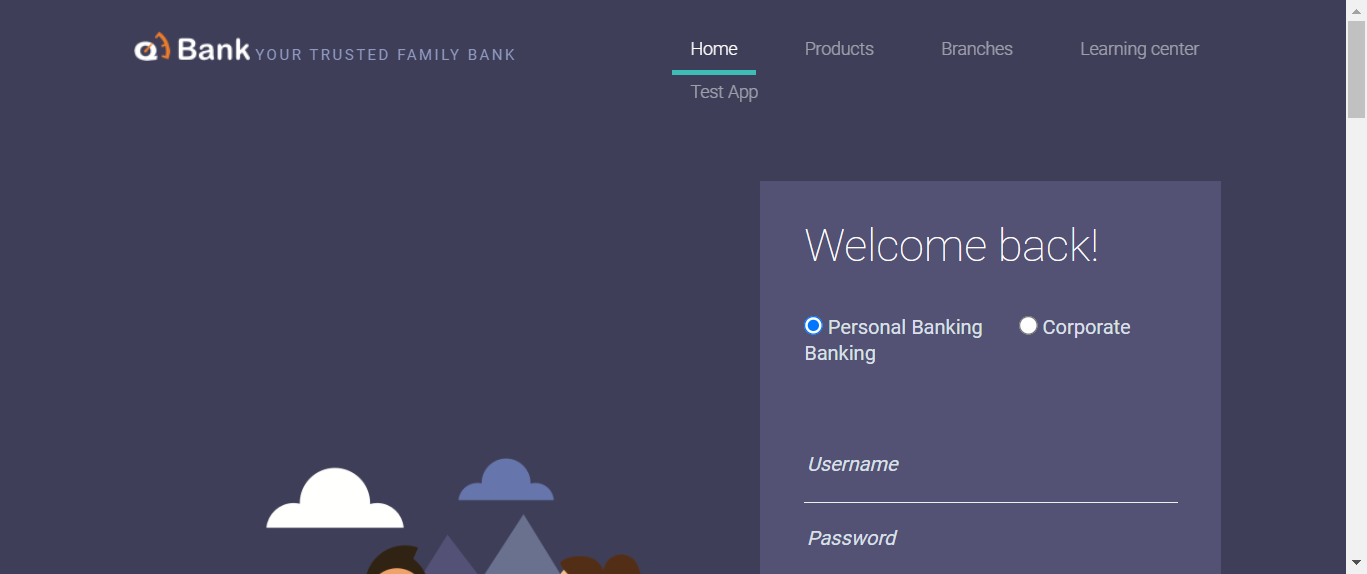 Bank YOUR TRUSTED FAMILY BANK
Home Products Branches Learning center
Test App
Welcome back!
Personal Banking Corporate
Banking
Username
Password